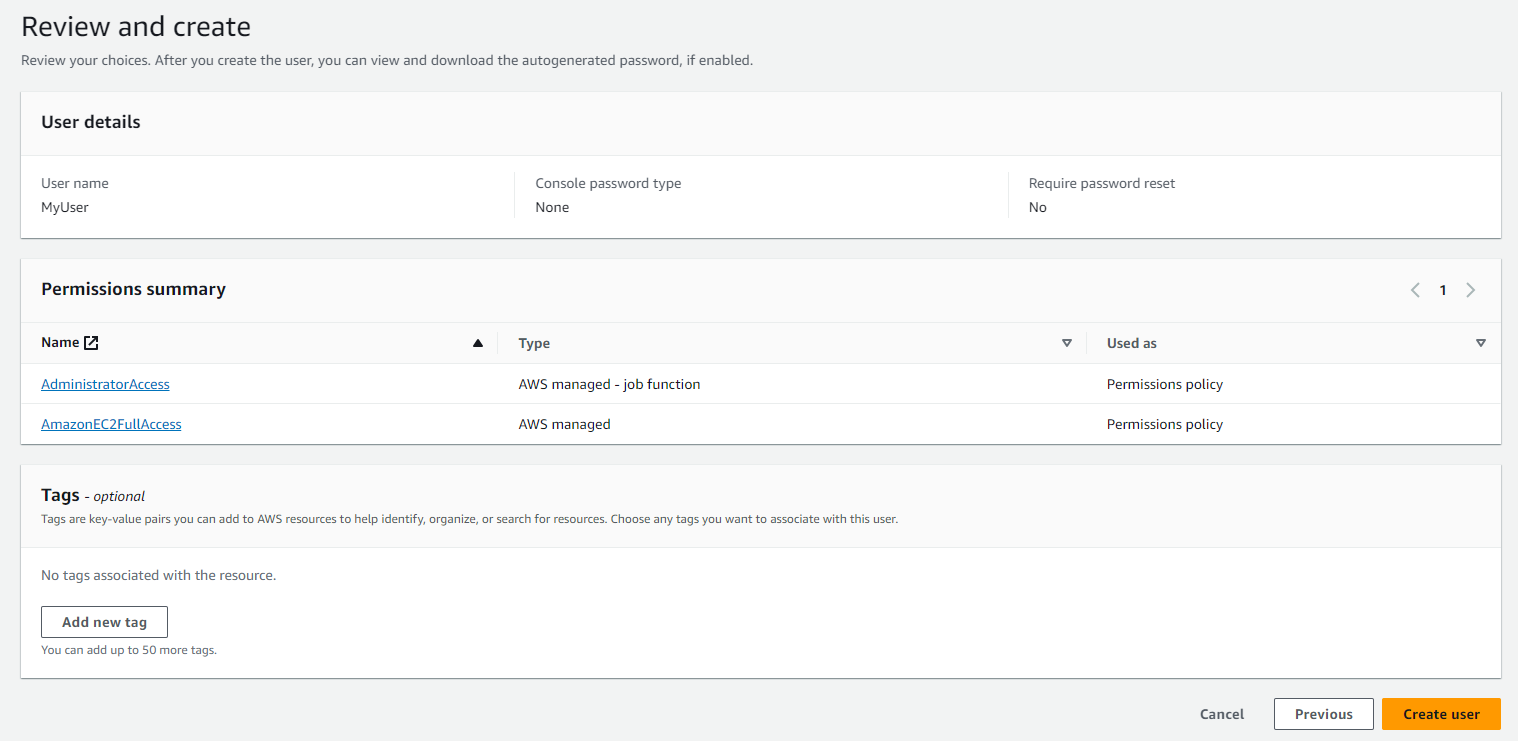 Review and create
Review your choices. After you create the user, you can view and download the autogenerated password, if enabled.
User details
User name
MyUser
Console password type
None
Require password reset
No
Permissions summary
1
Name
Type
Used as
AdministratorAccess
AWS managed - job function
Permissions policy
AmazonEC2FullAccess
AWS managed
Permissions policy
Tags - optional
Tags are key-value pairs you can add to AWS resources to help identify, organize, or search for resources. Choose any tags you want to associate with this user.
No tags associated with the resource.
Add new tag
You can add up to 50 more tags.
Cancel
Previous
Create user